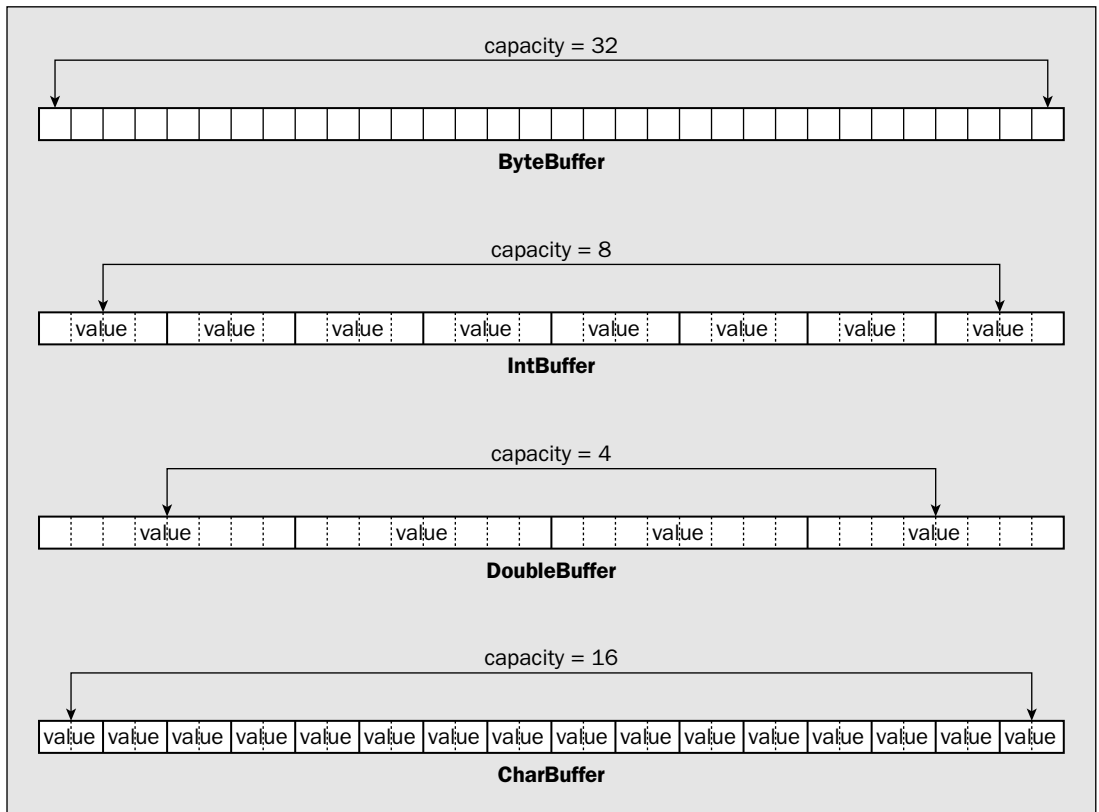 capacity = 32
ByteBuffer
capacity = 8
value value value value value value value value
IntBuffer
capacity = 4
value value value value
DoubleBuffer
capacity = 16
value value value value value value value value value value value value value value value value
CharBuffer